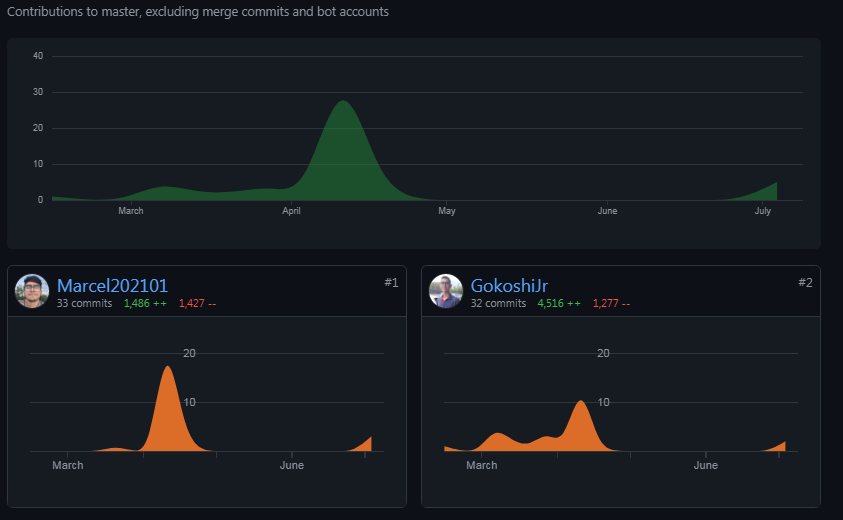 Contributions to master, excluding merge commits and bot accounts
40
30
20
10
0
March April May June July
Marcel202101 #1
33 commits 1,486 ++ 1,427 --
20
10
March June
GokoshiJr #2
32 commits 4,516 ++ 1,277 --
20
10
March June